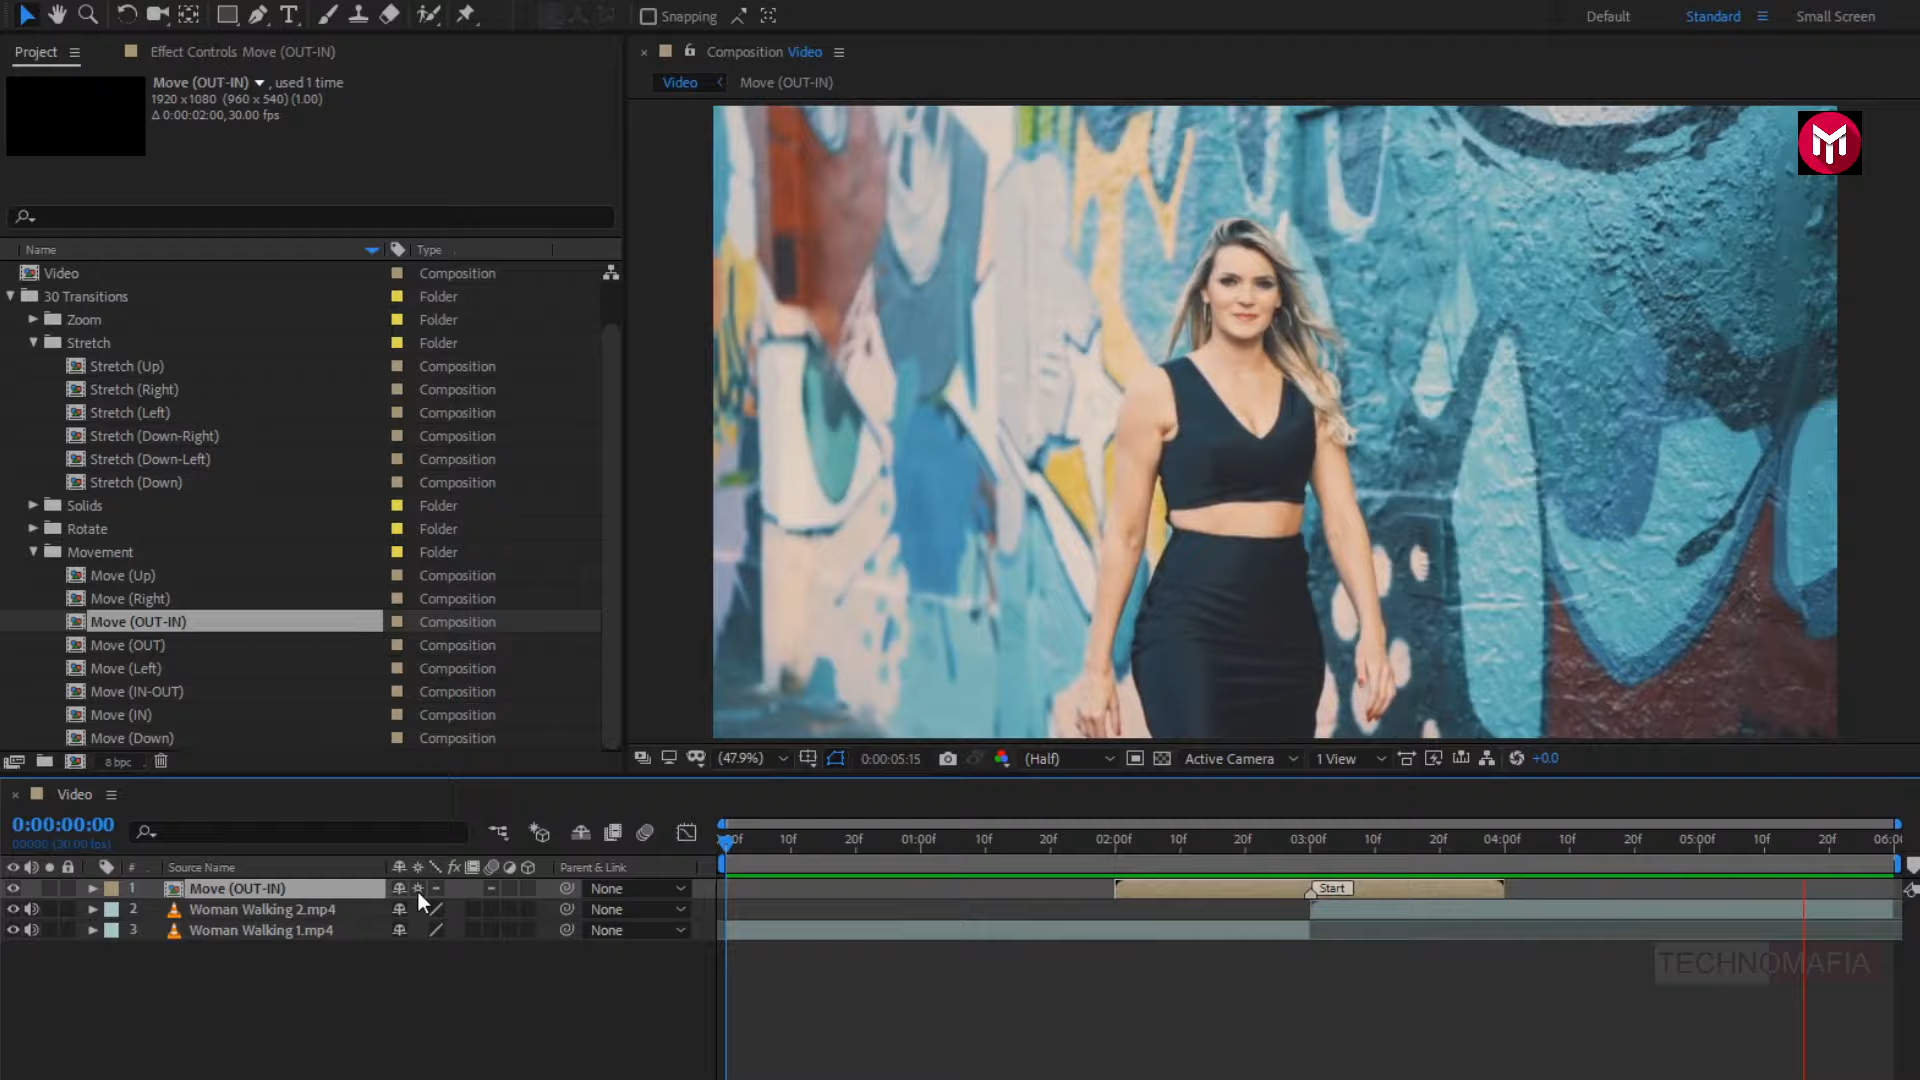 Snapping
Default
Standard
Small Screen
Project
Effect Controls Move (OUT-IN)
Composition Video
Move (OUT-IN) , used 1 time
1920 x 1080 (960 x 540) (1.00)
Δ 0:00:02:00, 30.00 fps
Video
Move (OUT-IN)
Name
Type
Video
Composition
30 Transitions
Folder
Zoom
Folder
Stretch
Folder
Stretch (Up)
Composition
Stretch (Right)
Composition
Stretch (Left)
Composition
Stretch (Down-Right)
Composition
Stretch (Down-Left)
Composition
Stretch (Down)
Composition
Solids
Folder
Rotate
Folder
Movement
Folder
Move (Up)
Composition
Move (Right)
Composition
Move (OUT-IN)
Composition
Move (OUT)
Composition
Move (Left)
Composition
Move (IN-OUT)
Composition
Move (IN)
Composition
Move (Down)
Composition
8 bpc
(47.9%)
0:00:05:15
(Half)
Active Camera
1 View
+0.0
Video
0:00:00:00
00000 (30.00 fps)
10f
20f
01:00f
10f
20f
02:00f
10f
20f
03:00f
10f
20f
04:00f
10f
20f
05:00f
10f
20f
#
Source Name
fx
Parent & Link
1
Move (OUT-IN)
None
Start
2
Woman Walking 2.mp4
None
3
Woman Walking 1.mp4
None
TECHNOMAFIA